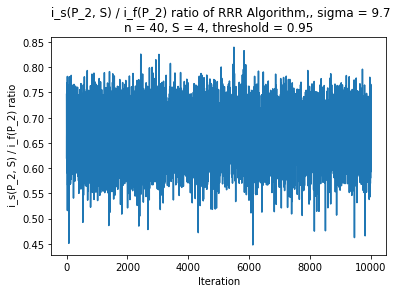 i_s(P_2, S) / i_f(P_2) ratio of RRR Algorithm,, sigma = 9.7
n = 40, S = 4, threshold = 0.95
i_s(P_2, S) / i_f(P_2) ratio
0.85
0.80
0.75
0.70
0.65
0.60
0.55
0.50
0.45
0 2000 4000 6000 8000 10000
Iteration